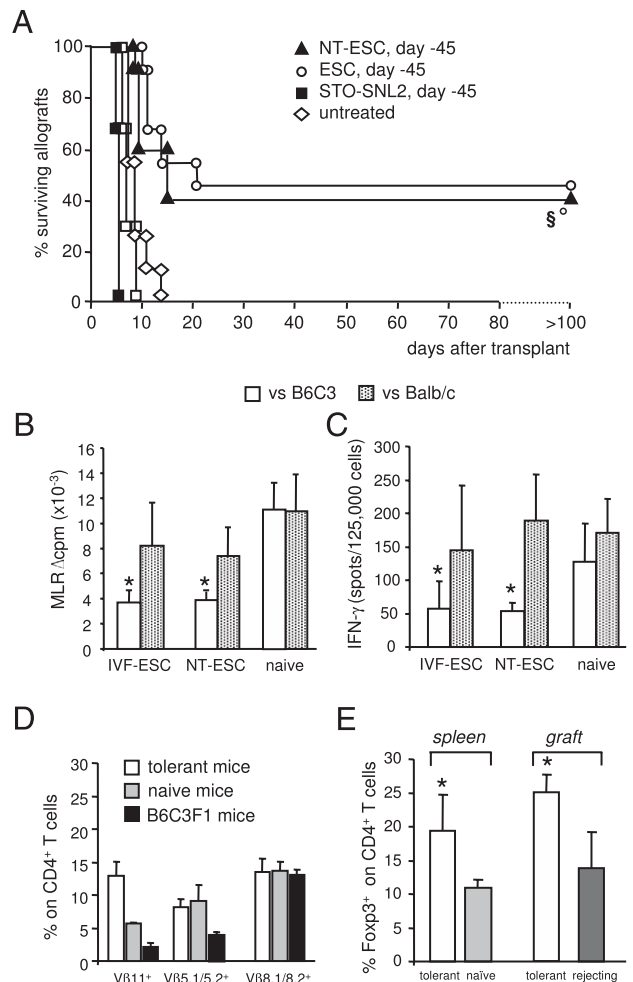 A
NT-ESC, day -45
ESC, day -45
STO-SNL2, day -45
untreated
% surviving allografts
100
80
60
40
20
0
§ °
0 10 20 30 40 50 60 70 80 >100
days after transplant
vs B6C3 vs Balb/c
B
MLR Δcpm (x10-3)
16
14
12
10
8
6
4
2
0
* *
IVF-ESC NT-ESC naive
C
IFN-γ (spots/125,000 cells)
300
250
200
150
100
50
0
* *
IVF-ESC NT-ESC naive
D
tolerant mice
naive mice
B6C3F1 mice
% on CD4+ T cells
30
25
20
15
10
5
0
Vβ11+ Vβ5.1/5.2+ Vβ8.1/8.2+
E
spleen graft
% Foxp3+ on CD4+ T cells
30
25
20
15
10
5
0
* *
tolerant naïve tolerant rejecting